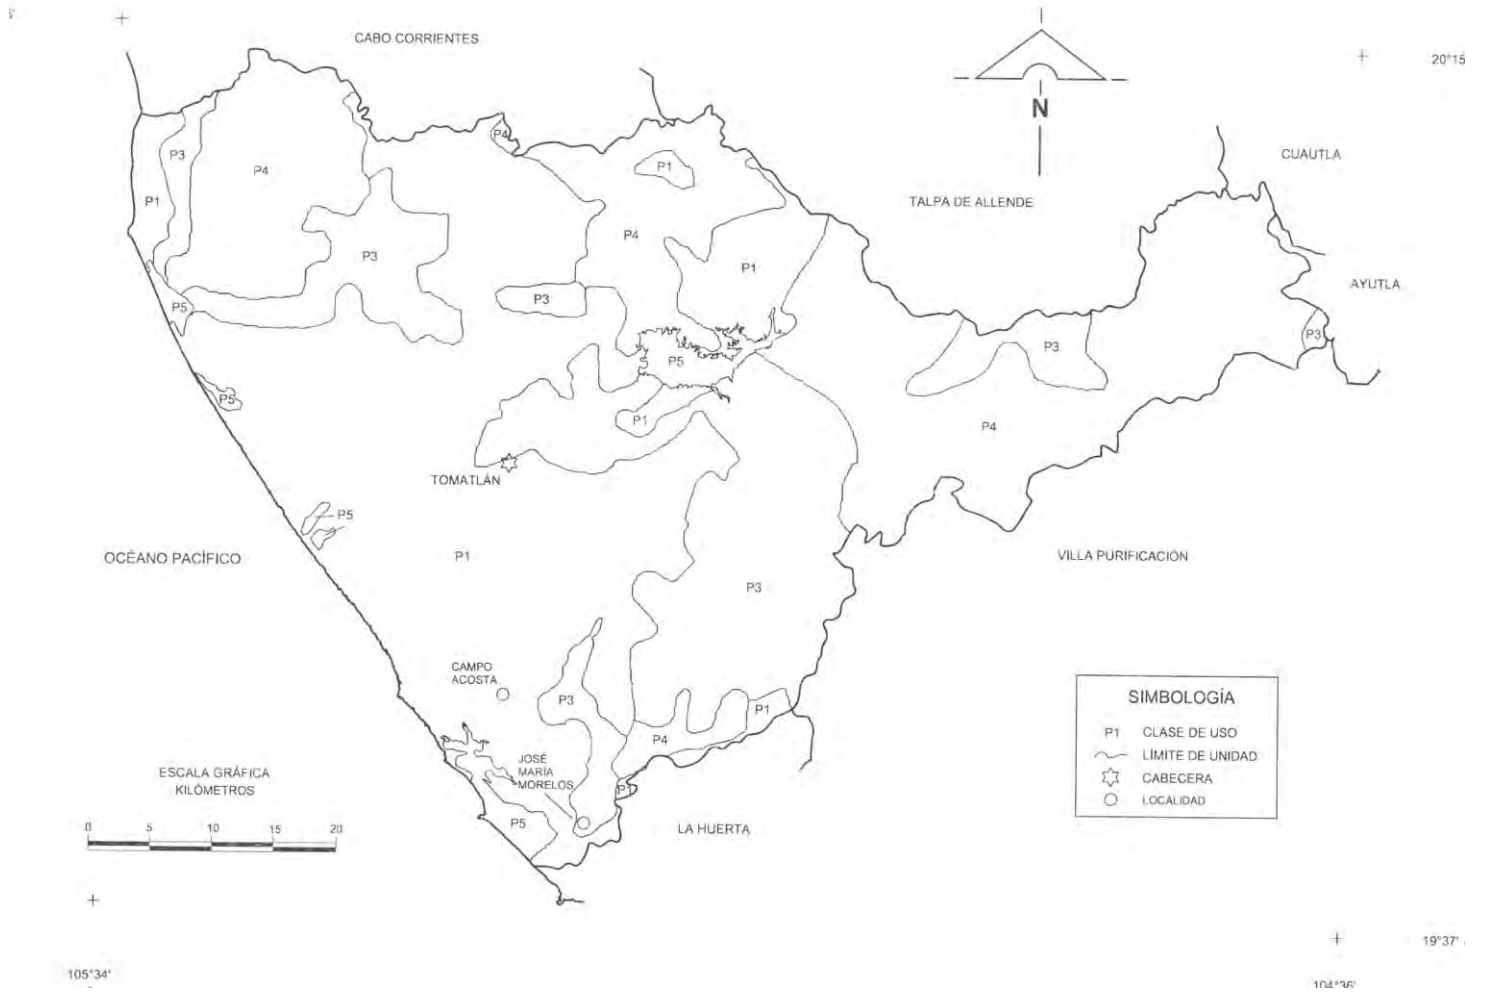 CABO CORRIENTES
20°15
N
CUAUTLA
TALPA DE ALLENDE
AYUTLA
P4
P3
P4
P1
P1
P4
P3
P1
P3
P5
P3
P3
P5
P5
P1
P4
TOMATLÁN
P5
OCÉANO PACÍFICO
P1
VILLA PURIFICACIÓN
P3
CAMPO
ACOSTA
P3
P1
P4
JOSÉ
MARÍA
MORELOS
P1
P5
LA HUERTA
SIMBOLOGÍA
P1 CLASE DE USO
LÍMITE DE UNIDAD
CABECERA
LOCALIDAD
ESCALA GRÁFICA
KILÓMETROS
0 5 10 15 20
19°37'
105°34'
104°36'